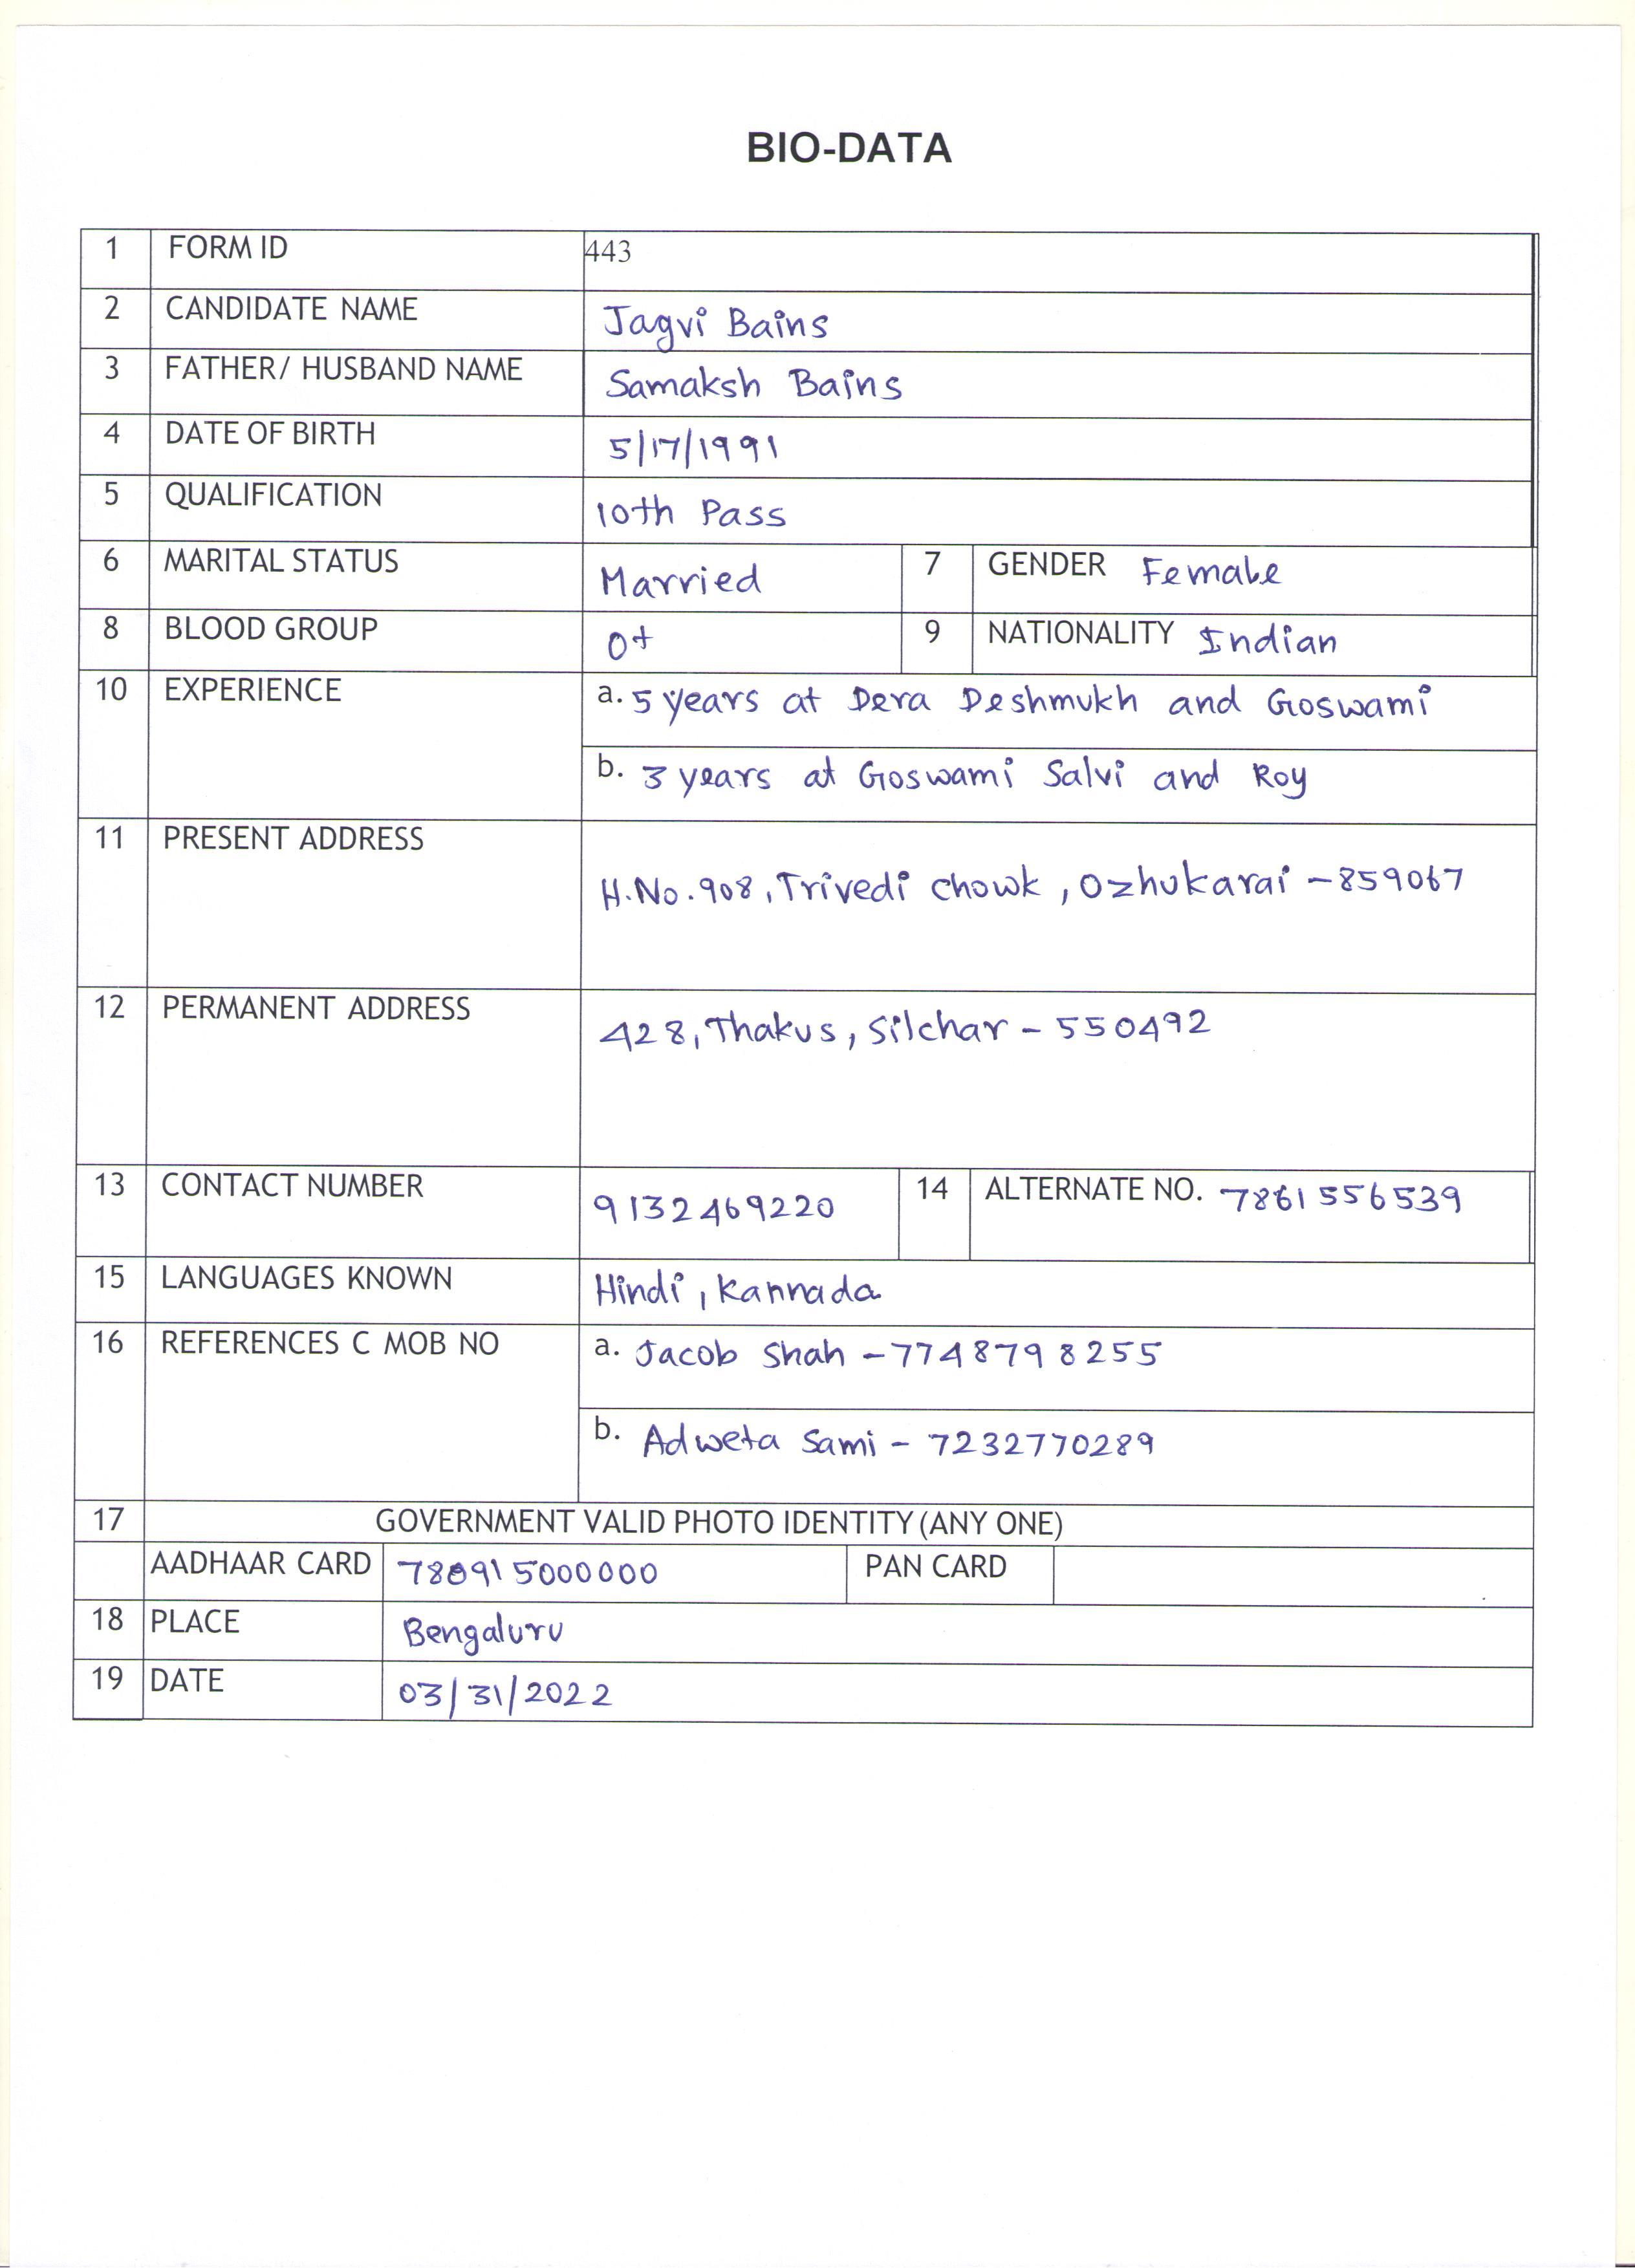 BIO-DATA
1 FORM ID 443
2 CANDIDATE NAME Jagvi Bains
3 FATHER/ HUSBAND NAME Samaksh Bains
4 DATE OF BIRTH 5/17/1991
5 QUALIFICATION 10th Pass
6 MARITAL STATUS Married 7 GENDER Female
8 BLOOD GROUP O+ 9 NATIONALITY Indian
10 EXPERIENCE a. 5 years at Dera Deshmukh and Goswami
b. 3 years at Goswami Salvi and Roy
11 PRESENT ADDRESS
H.No.908, Trivedi chowk, Ozhukarai - 859067
12 PERMANENT ADDRESS 428, Thakus, Silchar - 550492
13 CONTACT NUMBER 9132469220 14 ALTERNATE NO. 7861556539
15 LANGUAGES KNOWN Hindi, Kannada
16 REFERENCES C MOB NO a. Jacob Shah - 7748798255
b. Adweta Sami - 7232770289
17 GOVERNMENT VALID PHOTO IDENTITY (ANY ONE)
AADHAAR CARD 780915000000 PAN CARD
18 PLACE Bengaluru
19 DATE 03/31/2022